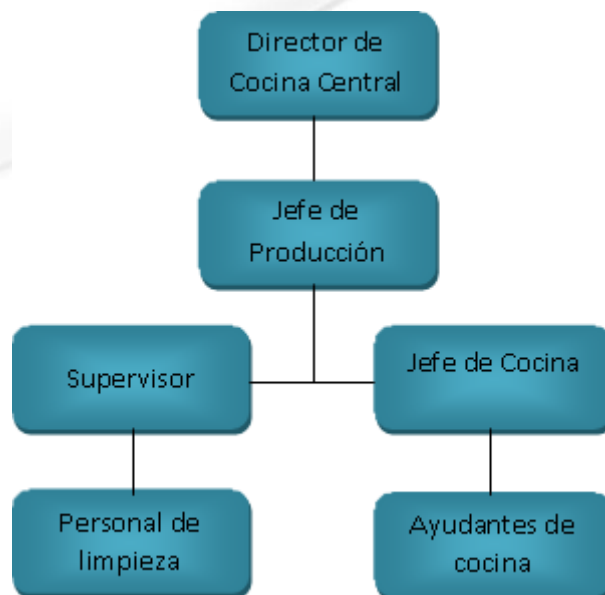 Director de
Cocina Central
Jefe de
Producción
Supervisor
Jefe de Cocina
Personal de
limpieza
Ayudantes de
cocina